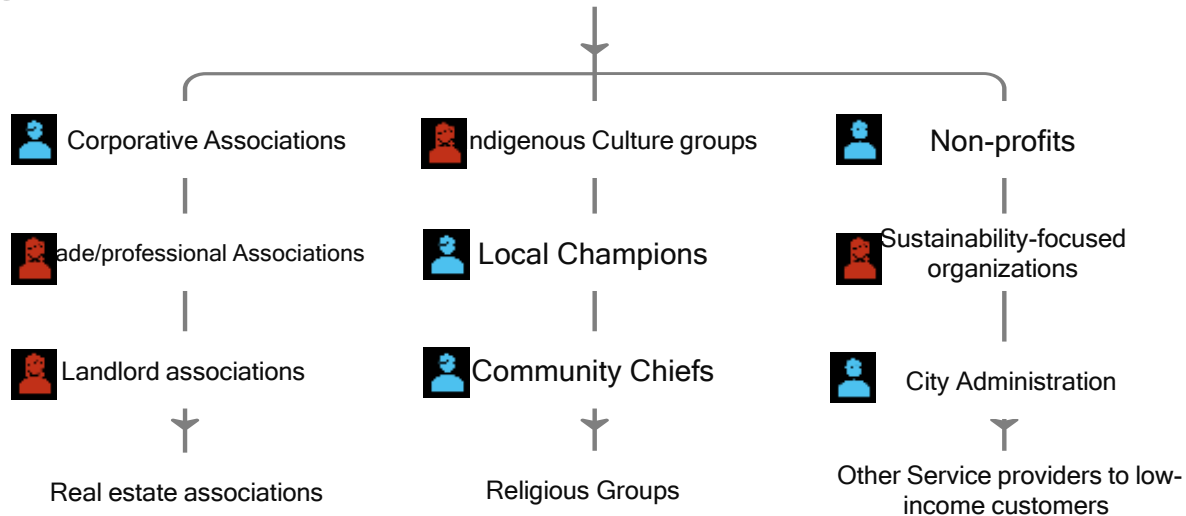 Corporative Associations
ndigenous Culture groups
Non-profits
ade/professional Associations
Local Champions
Sustainability-focused
organizations
Landlord associations
Community Chiefs
City Administration
Real estate associations
Religious Groups
Other Service providers to low-
income customers